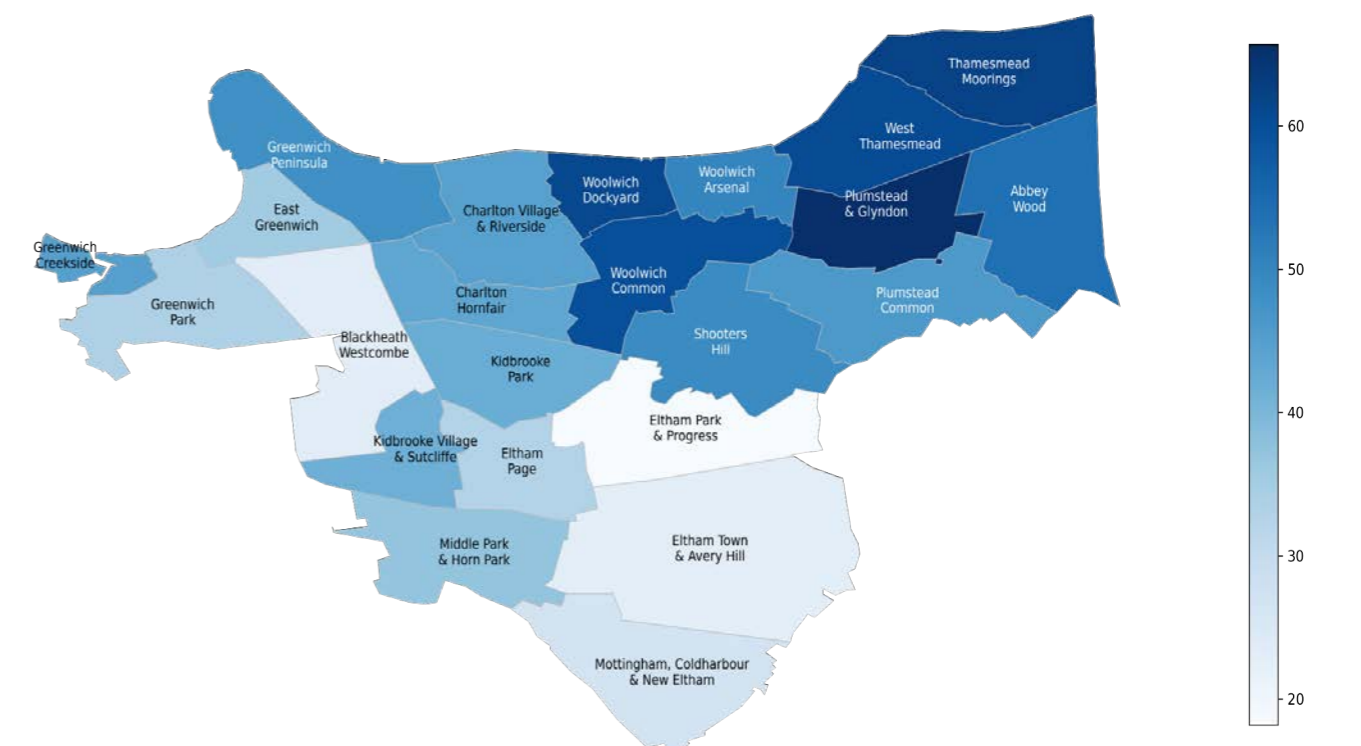 Thamesmead
Moorings
West
Thamesmead
Greenwich
Peninsula
Woolwich
Dockyard
Woolwich
Arsenal
Plumstead
& Glyndon
Abbey
Wood
East
Greenwich
Charlton Village
& Riverside
Greenwich
Creekside
Woolwich
Common
Greenwich
Park
Charlton
Hornfair
Plumstead
Common
Blackheath
Westcombe
Shooters
Hill
Kidbrooke
Park
Eltham Park
& Progress
Kidbrooke Village
& Sutcliffe
Eltham
Page
Middle Park
& Horn Park
Eltham Town
& Avery Hill
Mottingham, Coldharbour
& New Eltham
60
50
40
30
20